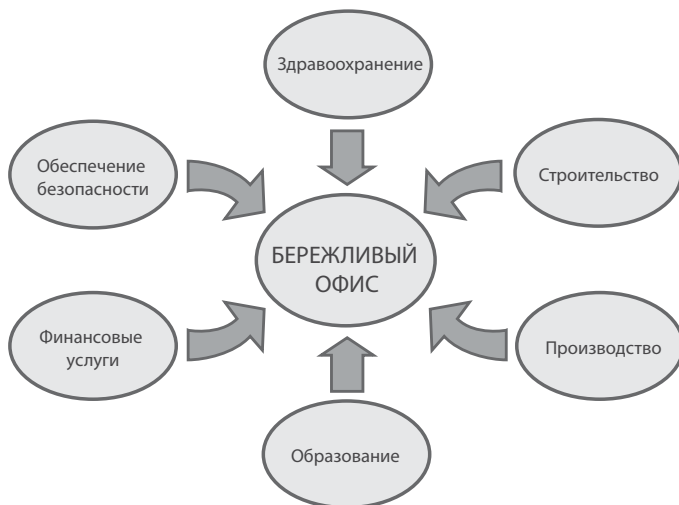 Здравоохранение
Обеспечение
безопасности
Строительство
БЕРЕЖЛИВЫЙ
ОФИС
Финансовые
услуги
Производство
Образование